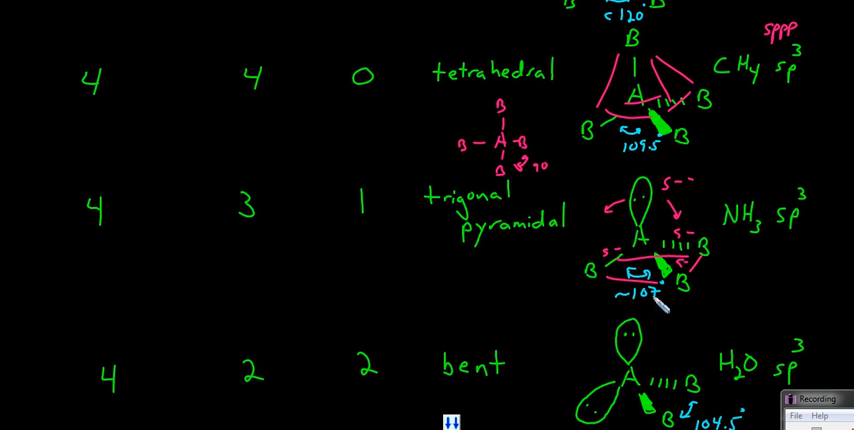 B B
<120°
4 4 0 tetrahedral
B
A
B
B
B
109.5°
CH4 sp3
sppp
B
B - A - B
B
90
4 3 1 trigonal
pyramidal
δ--
δ-
δ-
δ-
A
B
B
B
~107°
NH3 sp3
4 2 2 bent
A
B
B
104.5°
H2O sp3
Recording
File Help